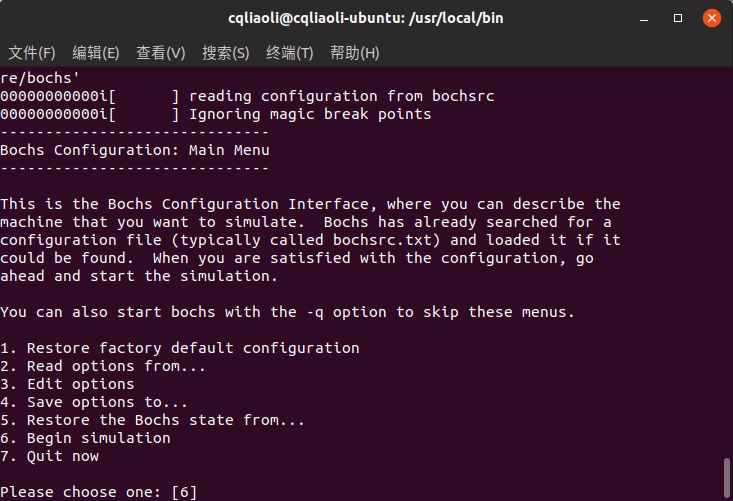 cqliaoli@cqliaoli-ubuntu: /usr/local/bin
文件(F) 编辑(E) 查看(V) 搜索(S) 终端(T) 帮助(H)
re/bochs'
00000000000i[      ] reading configuration from bochsrc
00000000000i[      ] Ignoring magic break points
------------------------------
Bochs Configuration: Main Menu
------------------------------
This is the Bochs Configuration Interface, where you can describe the
machine that you want to simulate.  Bochs has already searched for a
configuration file (typically called bochsrc.txt) and loaded it if it
could be found.  When you are satisfied with the configuration, go
ahead and start the simulation.
You can also start bochs with the -q option to skip these menus.
1. Restore factory default configuration
2. Read options from...
3. Edit options
4. Save options to...
5. Restore the Bochs state from...
6. Begin simulation
7. Quit now
Please choose one: [6]